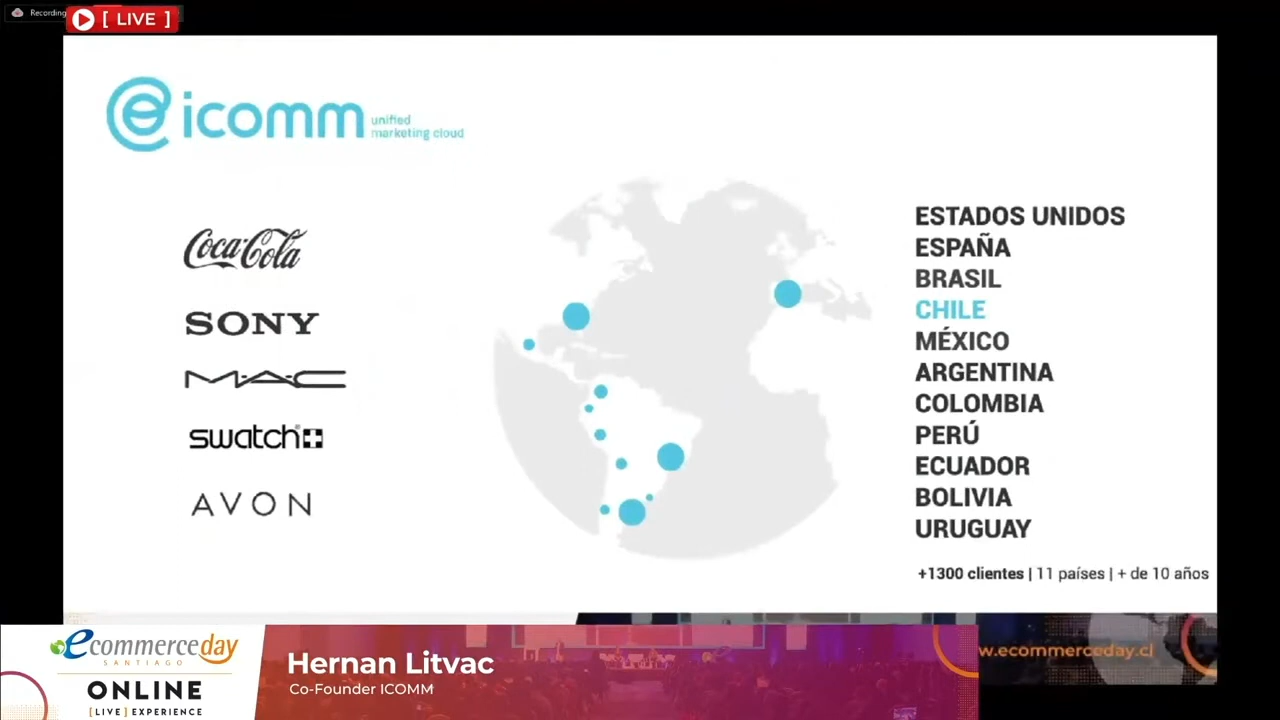 Recording
[ LIVE ]
icomm
unified
marketing cloud
Coca-Cola
SONY
M·A·C
swatch
AVON
ESTADOS UNIDOS
ESPAÑA
BRASIL
CHILE
MÉXICO
ARGENTINA
COLOMBIA
PERÚ
ECUADOR
BOLIVIA
URUGUAY
+1300 clientes | 11 países | + de 10 años
ecommerceday
SANTIAGO
ONLINE
[LIVE] EXPERIENCE
Hernan Litvac
Co-Founder ICOMM
w.ecommerceday.cl